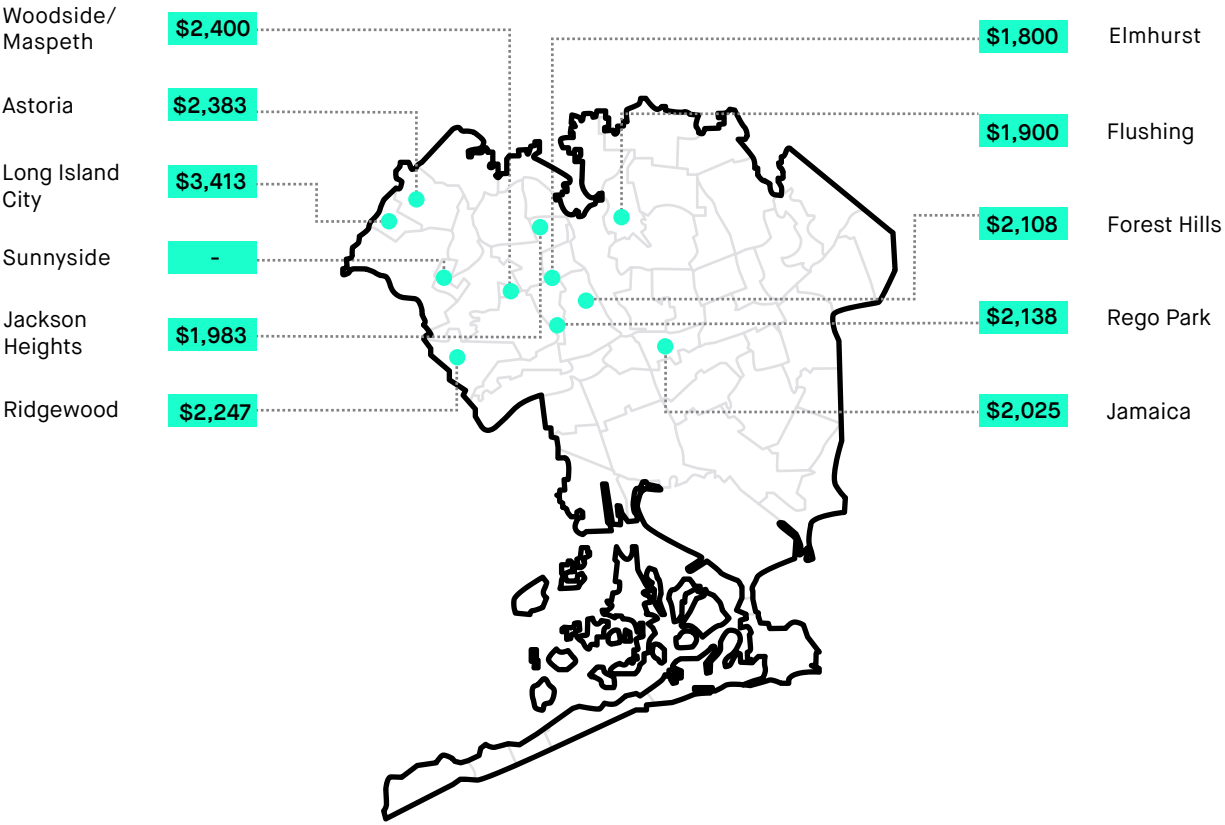 Woodside/
Maspeth
$2,400
Astoria
$2,383
Long Island
City
$3,413
Sunnyside
-
Jackson
Heights
$1,983
Ridgewood
$2,247
$1,800
Elmhurst
$1,900
Flushing
$2,108
Forest Hills
$2,138
Rego Park
$2,025
Jamaica